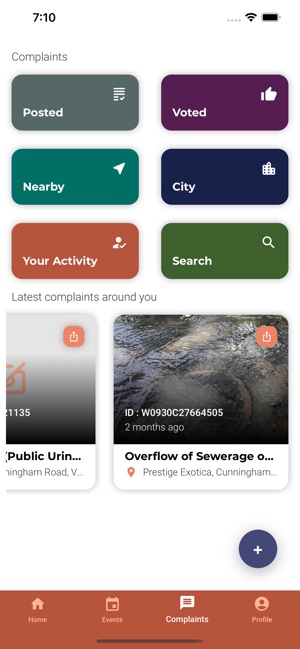 7:10
Complaints
Posted
Voted
Nearby
City
Your Activity
Search
Latest complaints around you
21135
ID : W0930C27664505
2 months ago
(Public Urin...
Overflow of Sewerage o...
ningham Road, V...
Prestige Exotica, Cunningham...
+
Home
Events
Complaints
Profile